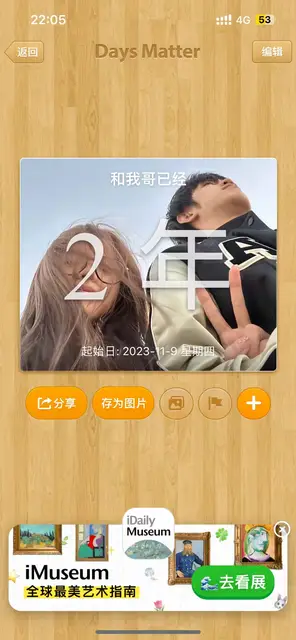 22:05
4G
53
返回
Days Matter
编辑
和我哥已经
2 年
起始日: 2023-11-9 星期四
分享
存为图片
iDaily
Museum
iMuseum
全球最美艺术指南
去看展